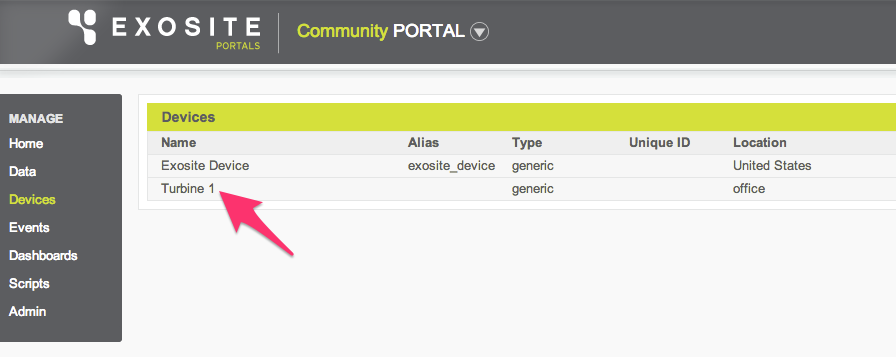 EXOSITE
PORTALS
Community PORTAL
MANAGE
Home
Data
Devices
Events
Dashboards
Scripts
Admin
Devices
Name Alias Type Unique ID Location
Exosite Device exosite_device generic United States
Turbine 1 generic office